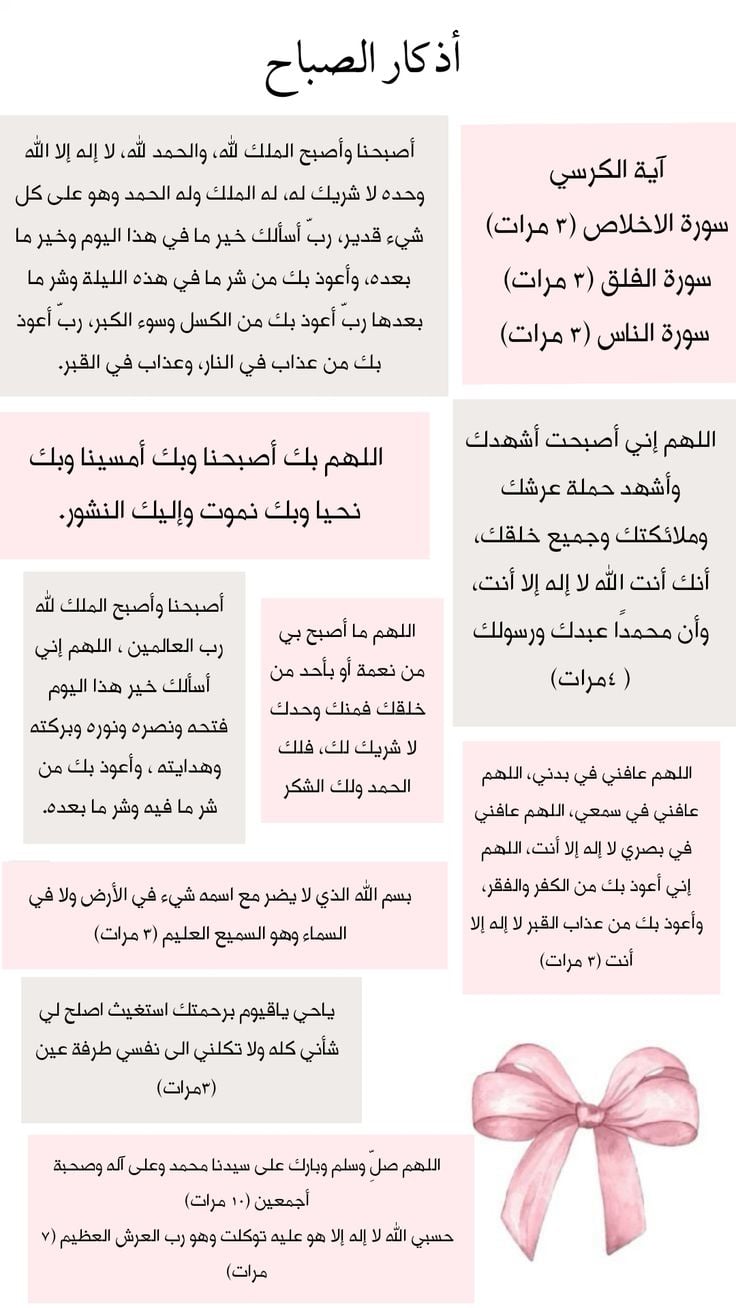 أذكار الصباح
آية الكرسي
سورة الاخلاص (٣ مرات)
سورة الفلق (٣ مرات)
سورة الناس (٣ مرات)
أصبحنا وأصبح الملك لله، والحمد لله، لا إله إلا الله
وحده لا شريك له، له الملك وله الحمد وهو على كل
شيء قدير، ربّ أسألك خير ما في هذا اليوم وخير ما
بعده، وأعوذ بك من شر ما في هذه الليلة وشر ما
بعدها ربّ أعوذ بك من الكسل وسوء الكبر، ربّ أعوذ
بك من عذاب في النار، وعذاب في القبر.
اللهم إني أصبحت أشهدك
وأشهد حملة عرشك
وملائكتك وجميع خلقك،
أنك أنت الله لا إله إلا أنت،
وأن محمداً عبدك ورسولك
( ٤مرات)
اللهم بك أصبحنا وبك أمسينا وبك
نحيا وبك نموت وإليك النشور.
اللهم ما أصبح بي
من نعمة أو بأحد من
خلقك فمنك وحدك
لا شريك لك، فلك
الحمد ولك الشكر
أصبحنا وأصبح الملك لله
رب العالمين ، اللهم إني
أسألك خير هذا اليوم
فتحه ونصره ونوره وبركته
وهدايته ، وأعوذ بك من
شر ما فيه وشر ما بعده.
اللهم عافني في بدني، اللهم
عافني في سمعي، اللهم عافني
في بصري لا إله إلا أنت، اللهم
إني أعوذ بك من الكفر والفقر،
وأعوذ بك من عذاب القبر لا إله إلا
أنت (٣ مرات)
بسم الله الذي لا يضر مع اسمه شيء في الأرض ولا في
السماء وهو السميع العليم (٣ مرات)
ياحي ياقيوم برحمتك استغيث اصلح لي
شأني كله ولا تكلني الى نفسي طرفة عين
(٣مرات)
اللهم صلِّ وسلم وبارك على سيدنا محمد وعلى آله وصحبة
أجمعين (١٠ مرات)
حسبي الله لا إله إلا هو عليه توكلت وهو رب العرش العظيم (٧
مرات)